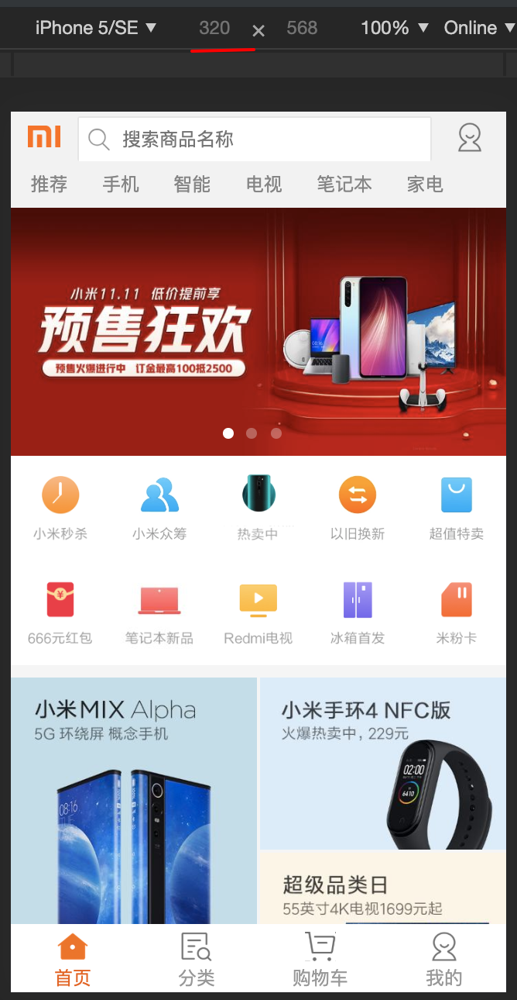 iPhone 5/SE ▼ 320 × 568 100% ▼ Online ▼
搜索商品名称
推荐 手机 智能 电视 笔记本 家电
小米11.11 低价提前享
预售狂欢
预售火爆进行中 订金最高100抵2500
小米秒杀 小米众筹 热卖中 以旧换新 超值特卖
666元红包 笔记本新品 Redmi电视 冰箱首发 米粉卡
小米MIX Alpha
5G 环绕屏 概念手机
08:16
小米手环4 NFC版
火爆热卖中，229元
02:00
6410
超级品类日
55英寸4K电视1699元起
首页 分类 购物车 我的